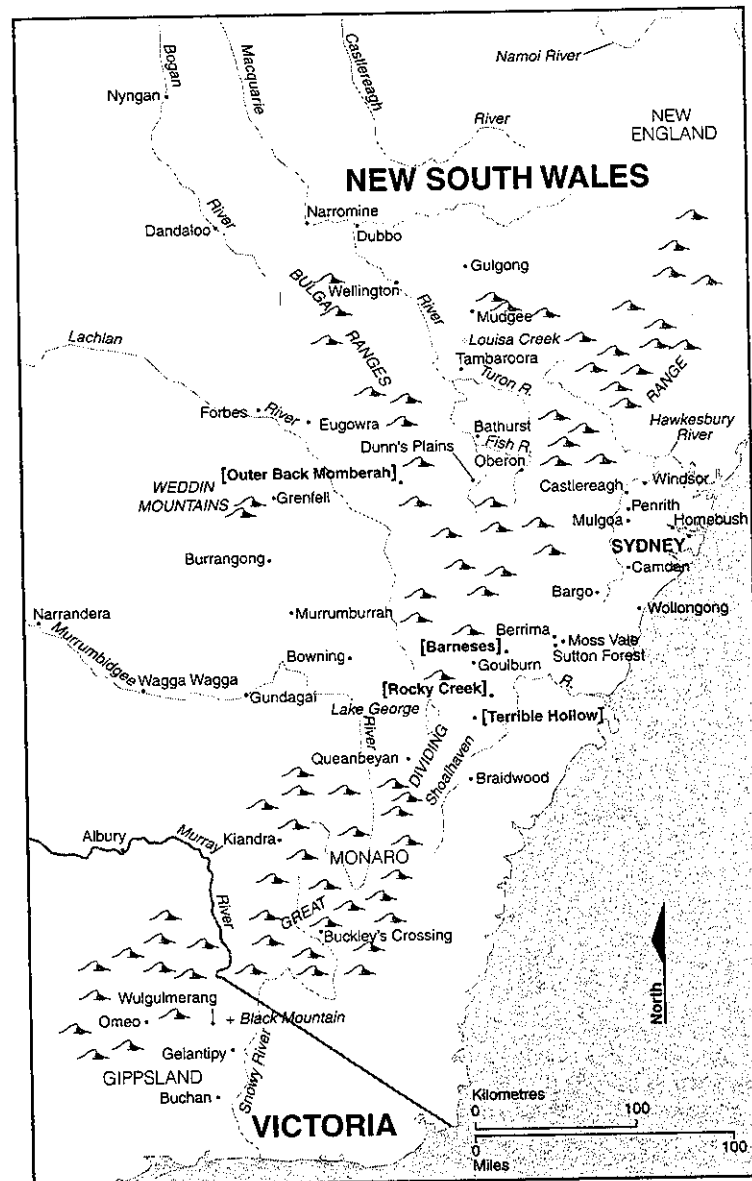 Bogan
Macquarie
Castlereagh
Namoi River
Nyngan
River
NEW
ENGLAND
NEW SOUTH WALES
River
Narromine
Dandaloo
Dubbo
Gulgong
BULGA
Wellington
River
Mudgee
Louisa Creek
Lachlan
RANGES
Tambaroora
Turon R.
RANGE
Forbes
River
Eugowra
Hawkesbury
River
Bathurst
Dunn's Plains
Fish R.
Oberon
[Outer Back Momberah]
Windsor
WEDDIN
MOUNTAINS
Grenfell
Castlereagh
Penrith
Mulgoa
Homebush
SYDNEY
Burrangong
Camden
Bargo
Wollongong
Narrandera
Murrumburrah
Berrima
Moss Vale
[Barneses]
Sutton Forest
Murrumbidgee
Bowning
Goulburn
R.
Wagga Wagga
[Rocky Creek]
Gundagai
Lake George
[Terrible Hollow]
River
DIVIDING
Queanbeyan
Shoalhaven
Braidwood
Albury
Murray
Kiandra
MONARO
River
GREAT
Buckley's Crossing
Wulgulmerang
North
Omeo
+ Black Mountain
Gelantipy
Snowy River
GIPPSLAND
Kilometres
Buchan
0 100
VICTORIA
0 100
Miles